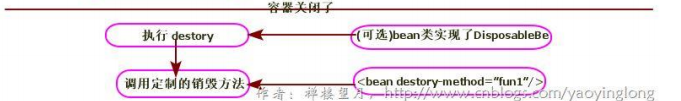 容器关闭了
执行 destory
(可选)bean类实现了DisposableBe
调用定制的销毁方法
<bean destory-method="fun1"/>
作者：禅楼望月，http://www.cnblogs.com/yaoyinglong